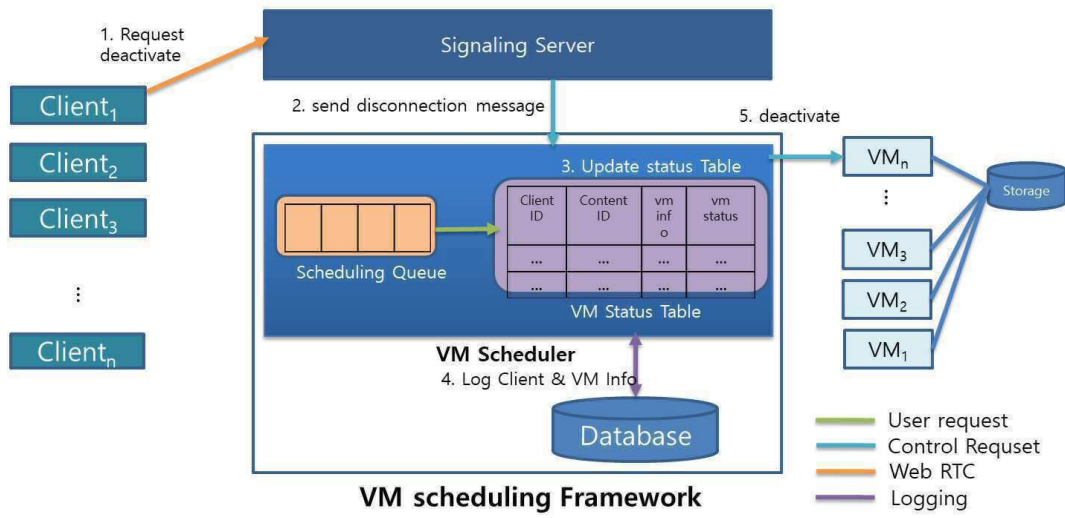 1. Request
deactivate
Signaling Server
Client1
2. send disconnection message
5. deactivate
Client2
VMn
3. Update status Table
Client3
Client
ID
Content
ID
vm
inf
o
vm
status
...
...
...
...
...
...
...
...
Scheduling Queue
VM Status Table
⋮
Storage
VM3
VM2
VM1
⋮
Clientn
VM Scheduler
4. Log Client & VM Info
Database
VM scheduling Framework
User request
Control Requset
Web RTC
Logging